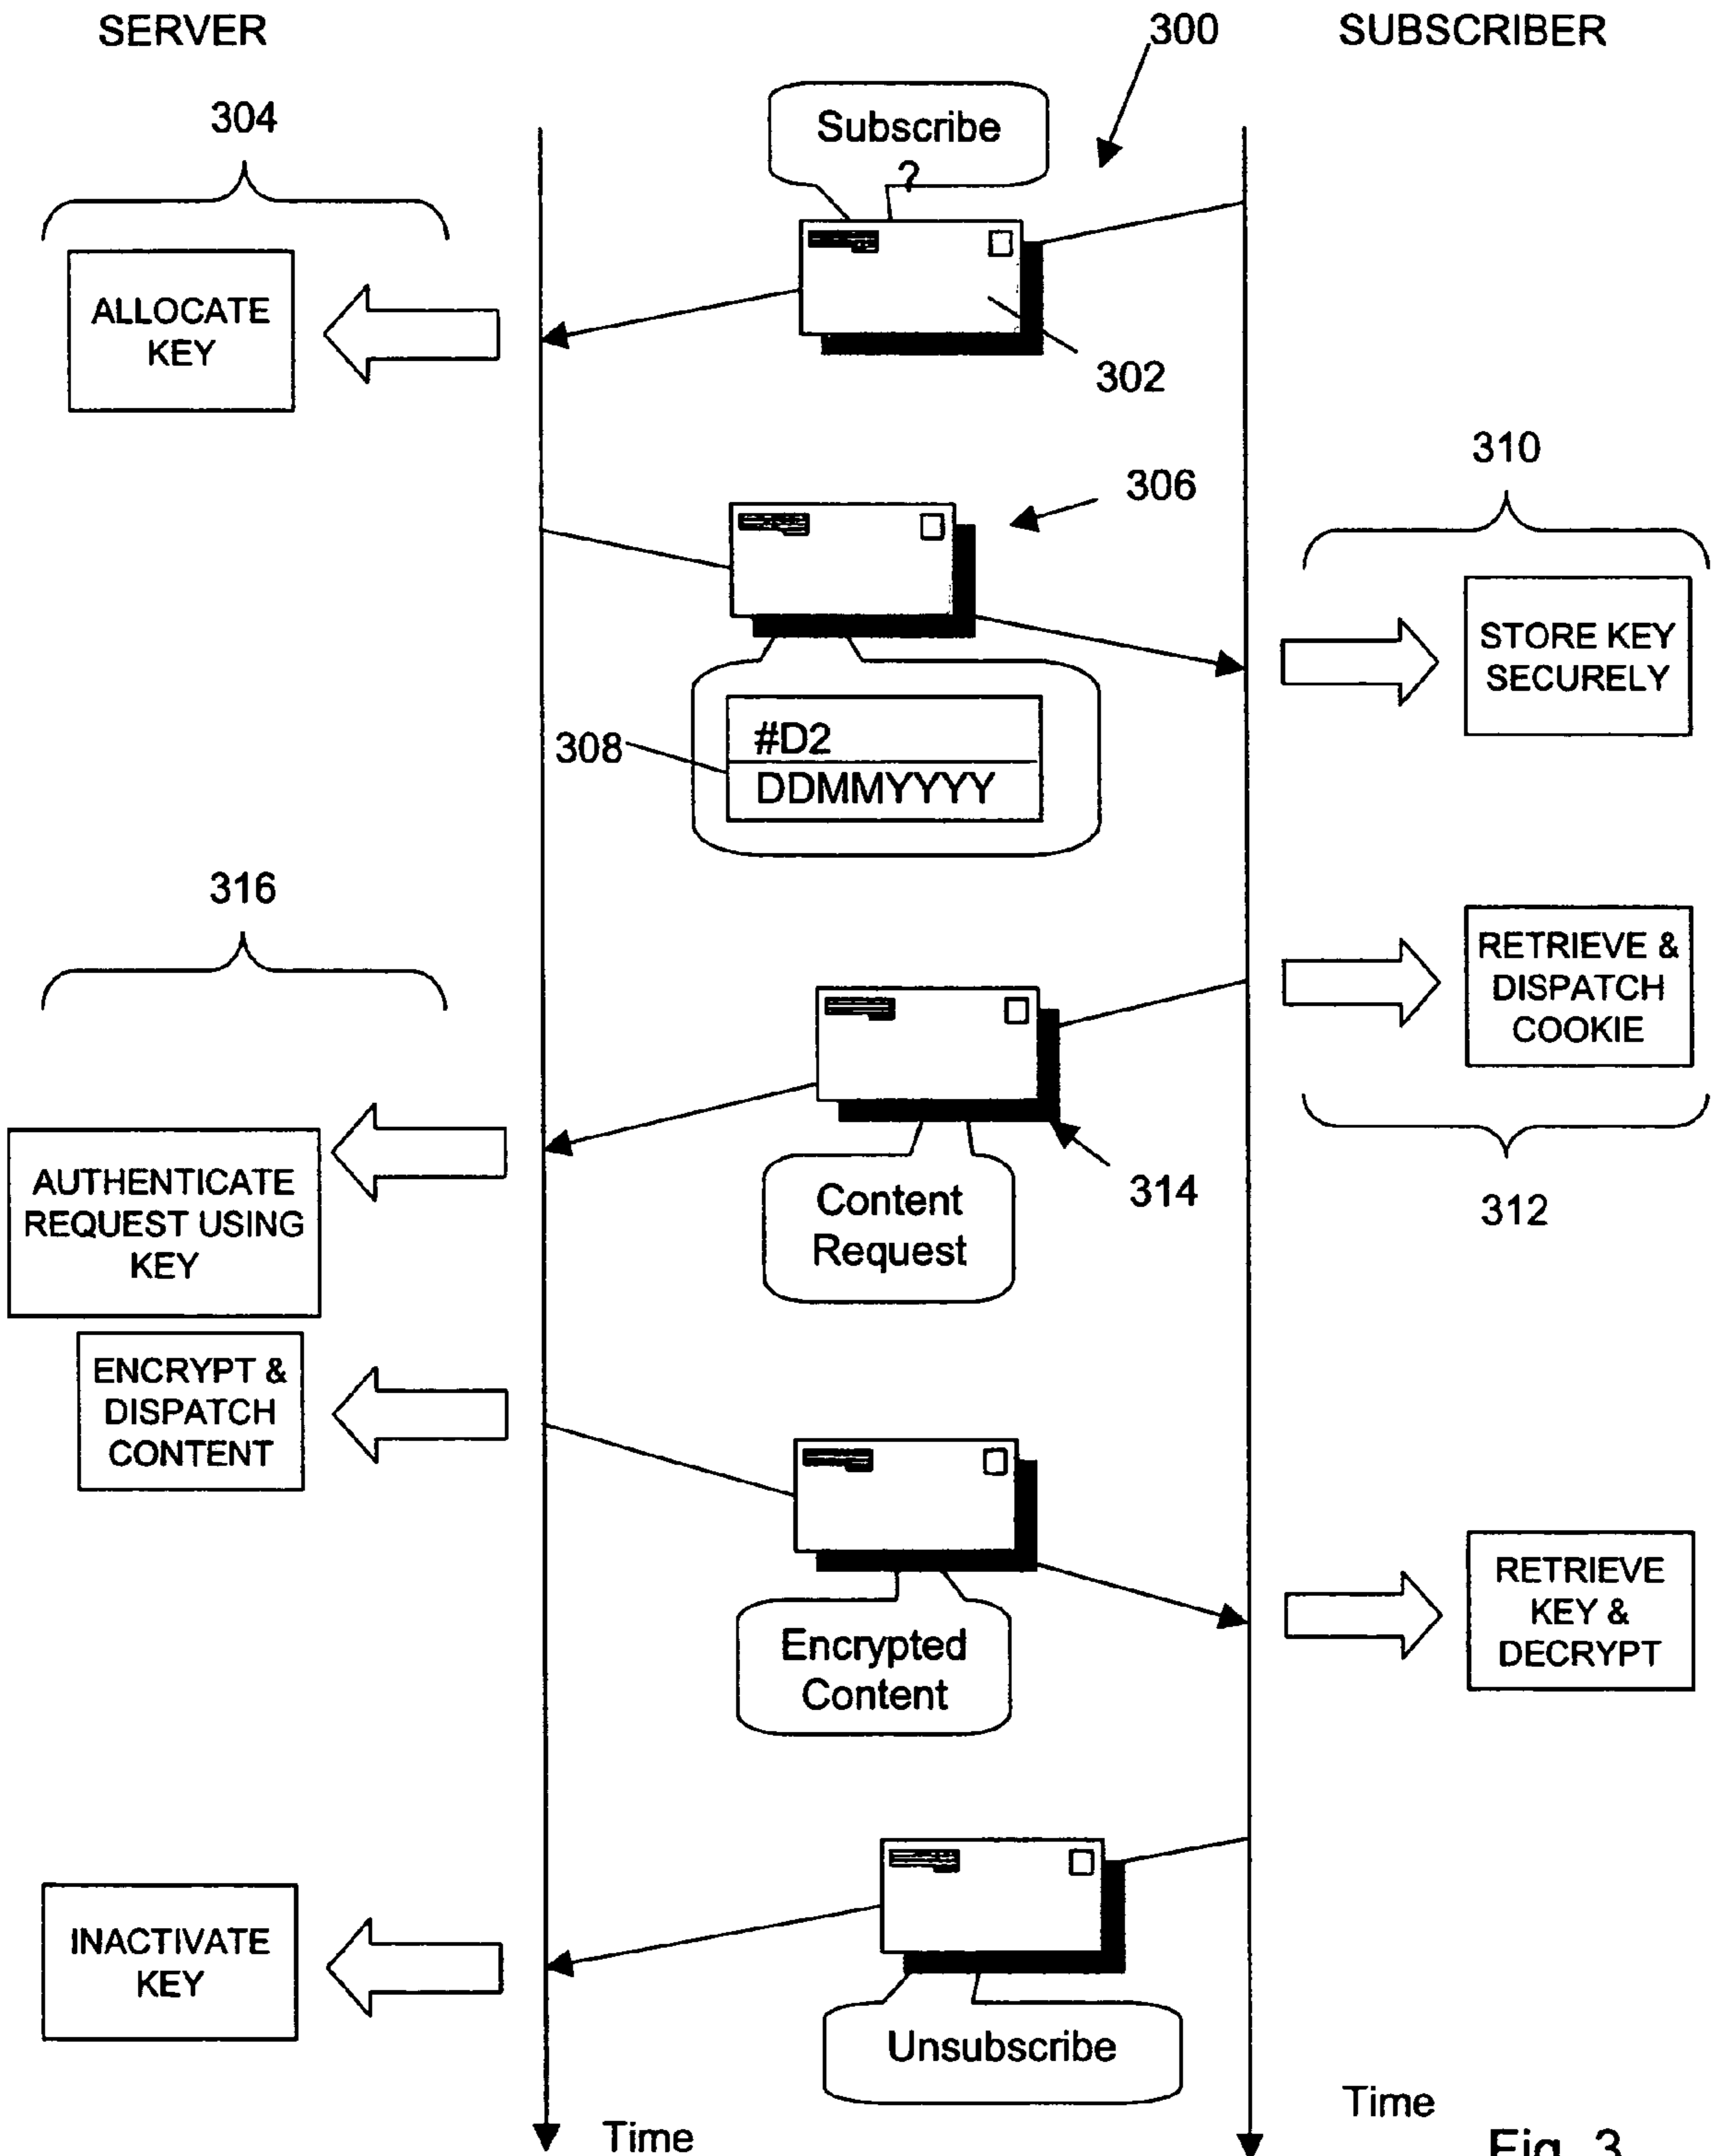 SERVER
300
SUBSCRIBER
304
Subscribe
?
ALLOCATE
KEY
302
310
306
STORE KEY
SECURELY
308
#D2
DDMMYYYY
316
RETRIEVE &
DISPATCH
COOKIE
AUTHENTICATE
REQUEST USING
KEY
Content
Request
314
312
ENCRYPT &
DISPATCH
CONTENT
RETRIEVE
KEY &
DECRYPT
Encrypted
Content
INACTIVATE
KEY
Unsubscribe
Time
Time
Fig. 3